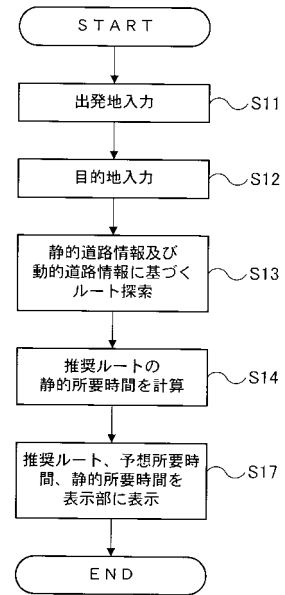 START
出発地入力
S11
目的地入力
S12
静的道路情報及び
動的道路情報に基づく
ルート探索
S13
推奨ルートの
静的所要時間を計算
S14
推奨ルート、予想所要時
間、静的所要時間を
表示部に表示
S17
END